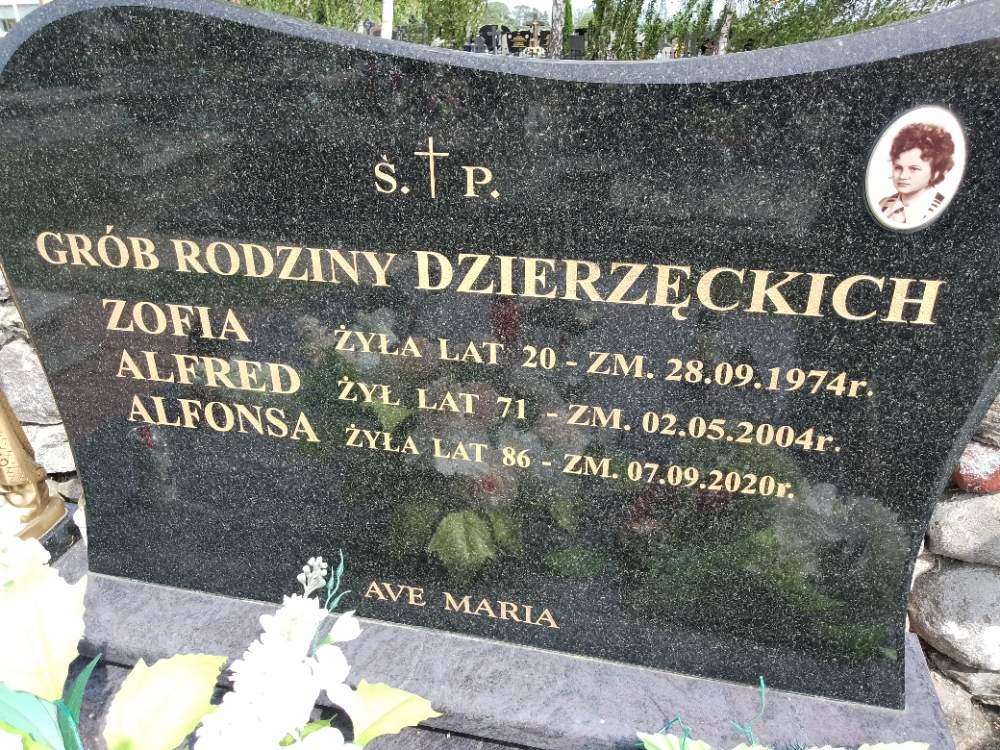 Ś. P.
GRÓB RODZINY DZIERZĘCKICH
ZOFIA ŻYŁA LAT 20 - ZM. 28.09.1974r.
ALFRED ŻYŁ LAT 71 - ZM. 02.05.2004r.
ALFONSA ŻYŁA LAT 86 - ZM. 07.09.2020r.
AVE MARIA